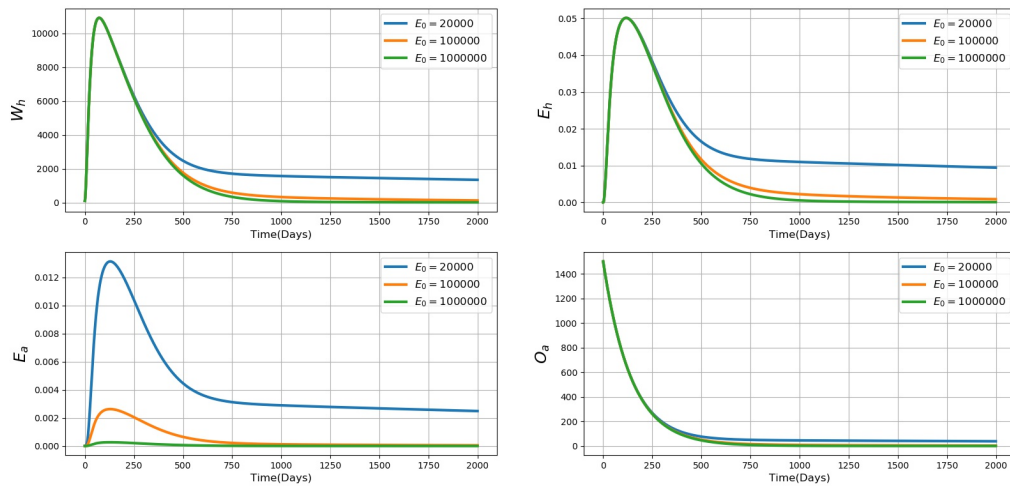 W_h
10000
8000
6000
4000
2000
0
E_0 = 20000
E_0 = 100000
E_0 = 1000000
0 250 500 750 1000 1250 1500 1750 2000
Time(Days)
E_h
0.05
0.04
0.03
0.02
0.01
0.00
E_0 = 20000
E_0 = 100000
E_0 = 1000000
0 250 500 750 1000 1250 1500 1750 2000
Time(Days)
E_a
0.012
0.010
0.008
0.006
0.004
0.002
0.000
E_0 = 20000
E_0 = 100000
E_0 = 1000000
0 250 500 750 1000 1250 1500 1750 2000
Time(Days)
O_a
1400
1200
1000
800
600
400
200
0
E_0 = 20000
E_0 = 100000
E_0 = 1000000
0 250 500 750 1000 1250 1500 1750 2000
Time(Days)